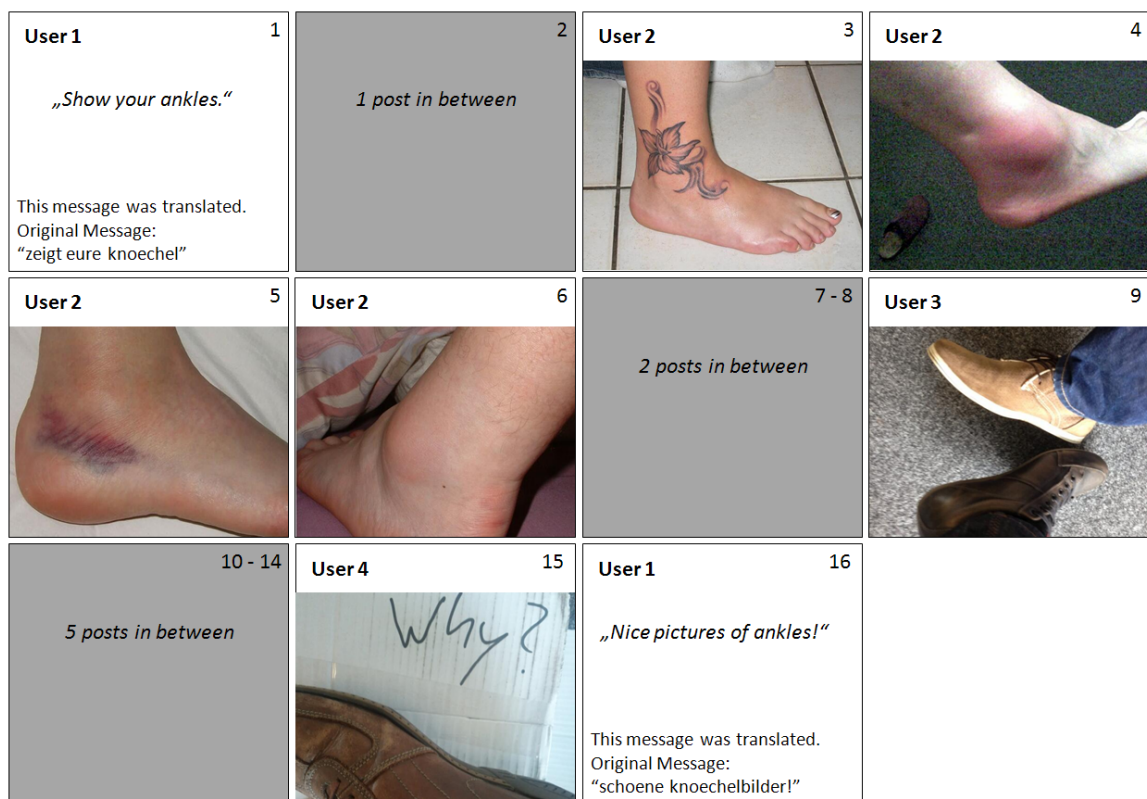 User 1 1
„Show your ankles.“
This message was translated.
Original Message:
“zeigt eure knoechel”
2
1 post in between
User 2 3
User 2 4
User 2 5
User 2 6
7 - 8
2 posts in between
User 3 9
10 - 14
5 posts in between
User 4 15
Why?
User 1 16
„Nice pictures of ankles!“
This message was translated.
Original Message:
“schoene knoechelbilder!”